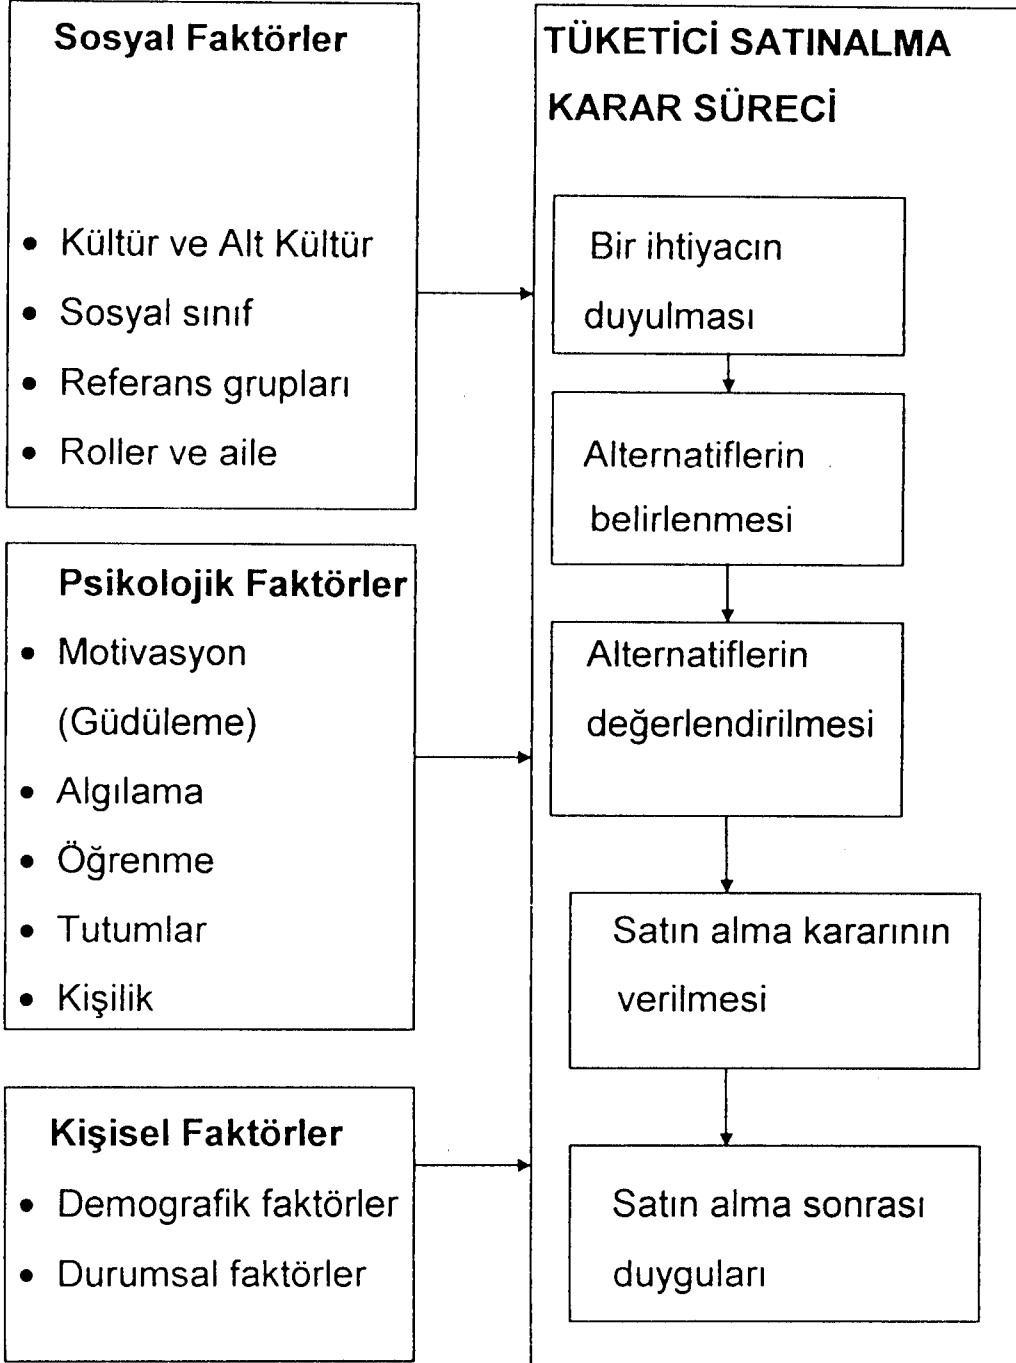 Sosyal Faktörler
• Kültür ve Alt Kültür
• Sosyal sınıf
• Referans grupları
• Roller ve aile
Psikolojik Faktörler
• Motivasyon
(Güdüleme)
• Algılama
• Öğrenme
• Tutumlar
• Kişilik
Kişisel Faktörler
• Demografik faktörler
• Durumsal faktörler
TÜKETİCİ SATINALMA
KARAR SÜRECİ
Bir ihtiyacın
duyulması
Alternatiflerin
belirlenmesi
Alternatiflerin
değerlendirilmesi
Satın alma kararının
verilmesi
Satın alma sonrası
duyguları